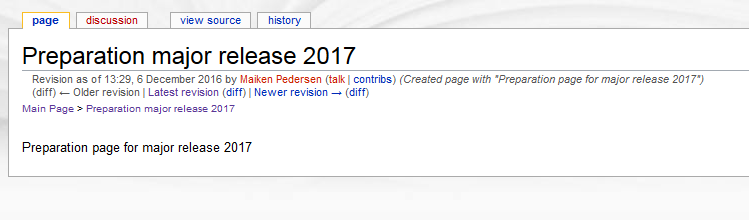 page discussion view source history
Preparation major release 2017
Revision as of 13:29, 6 December 2016 by Maiken Pedersen (talk | contribs) (Created page with "Preparation page for major release 2017")
(diff) ← Older revision | Latest revision (diff) | Newer revision → (diff)
Main Page > Preparation major release 2017
Preparation page for major release 2017